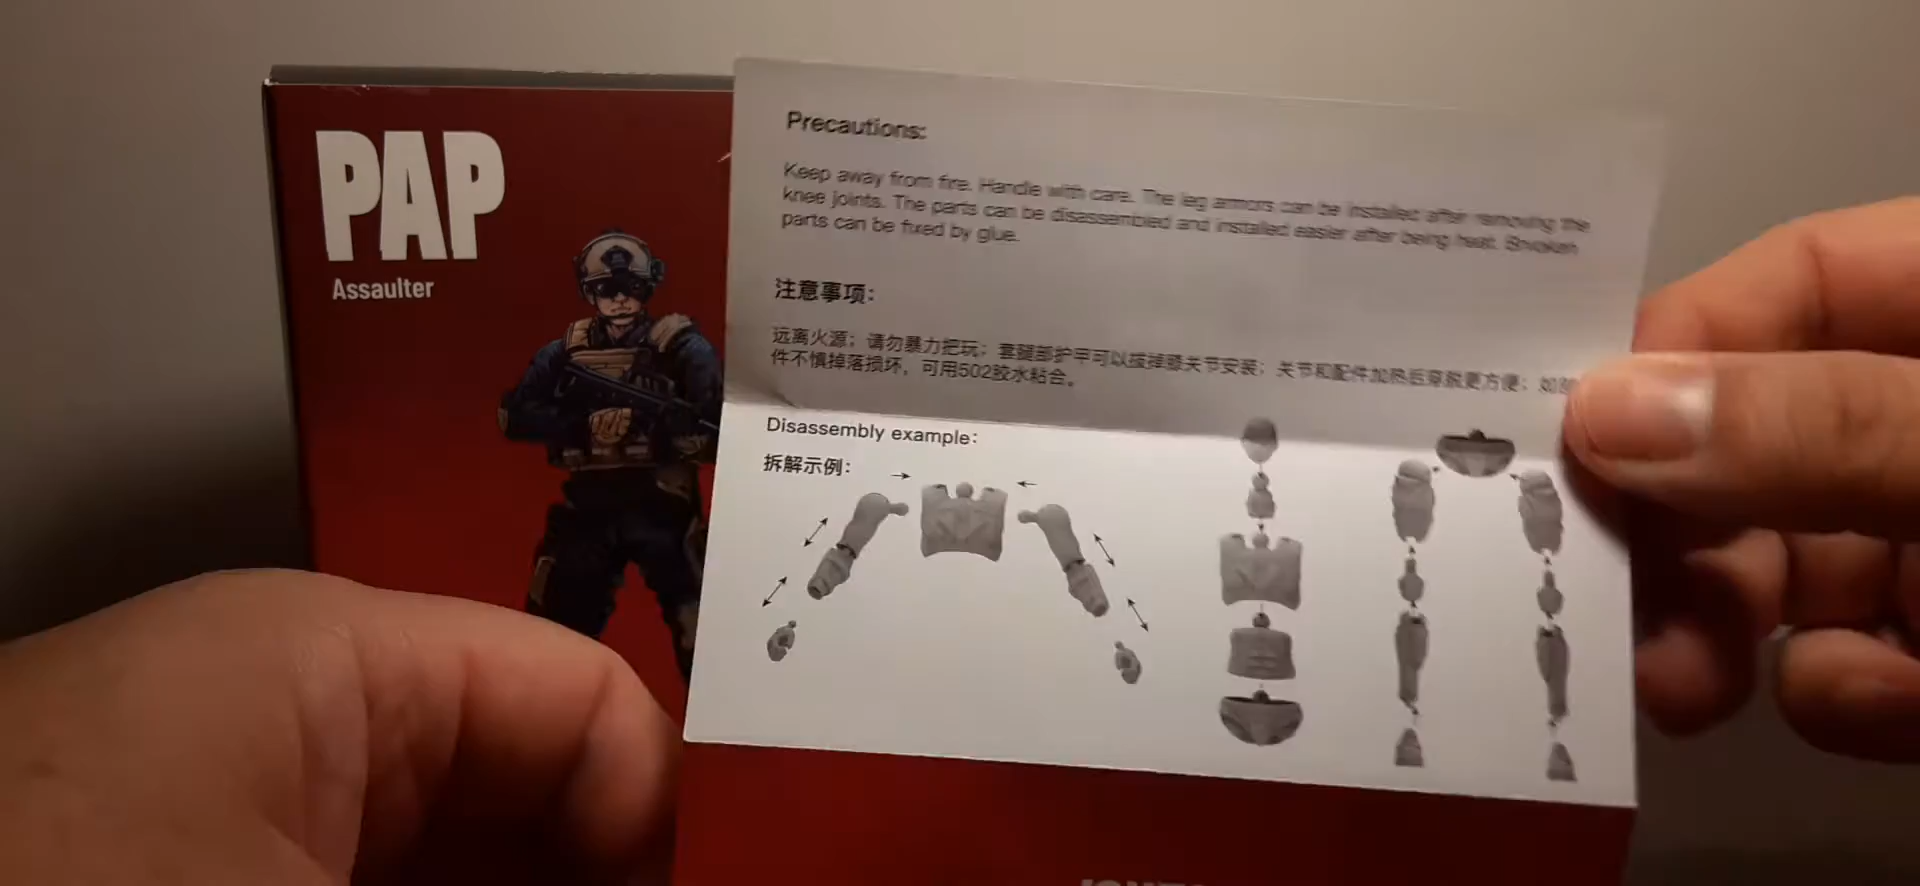 PAP
Assaulter
Precautions:
Keep away from fire. Handle with care. The leg armors can be installed after removing the
knee joints. The parts can be disassembled and installed easier after being heat. Brvoken
parts can be fixed by glue.
注意事项：
远离火源；请勿暴力把玩；套腿部护甲可以拔掉膝关节安装；关节和配件加热后穿脱更方便；如
件不慎掉落损坏，可用502胶水粘合。
Disassembly example:
拆解示例：